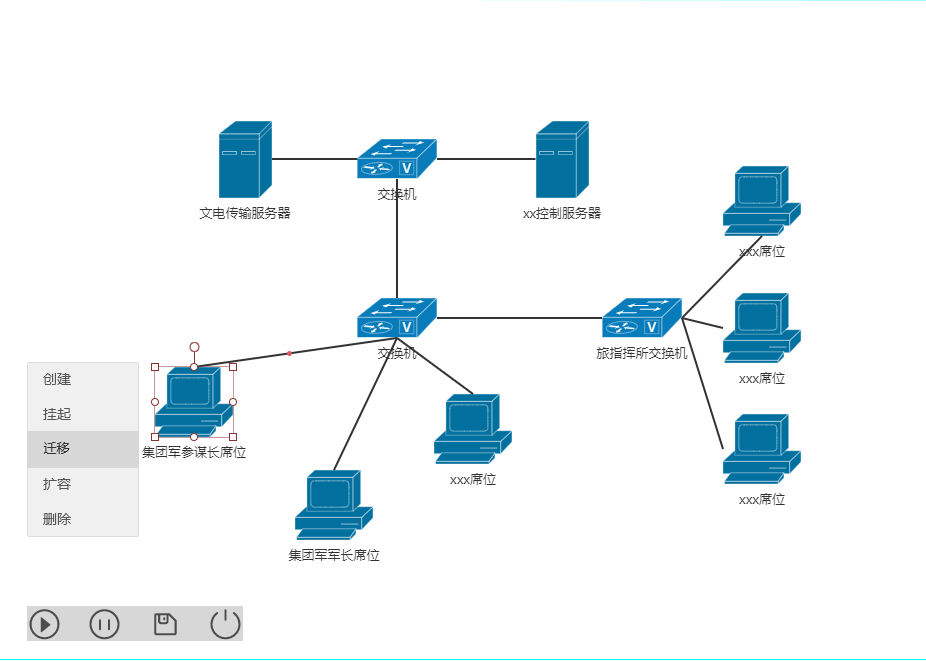 文电传输服务器
V
交换机
xx控制服务器
xxx席位
V
交换机
V
旅指挥所交换机
xxx席位
创建
挂起
迁移
扩容
删除
集团军参谋长席位
xxx席位
xxx席位
集团军军长席位